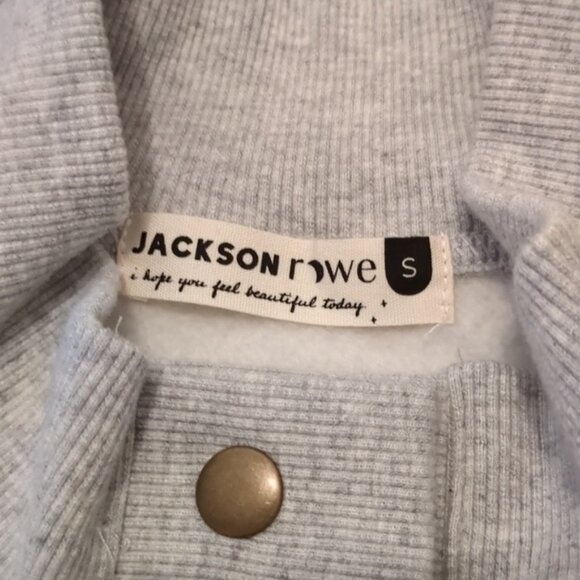 JACKSON rowe S
i hope you feel beautiful today